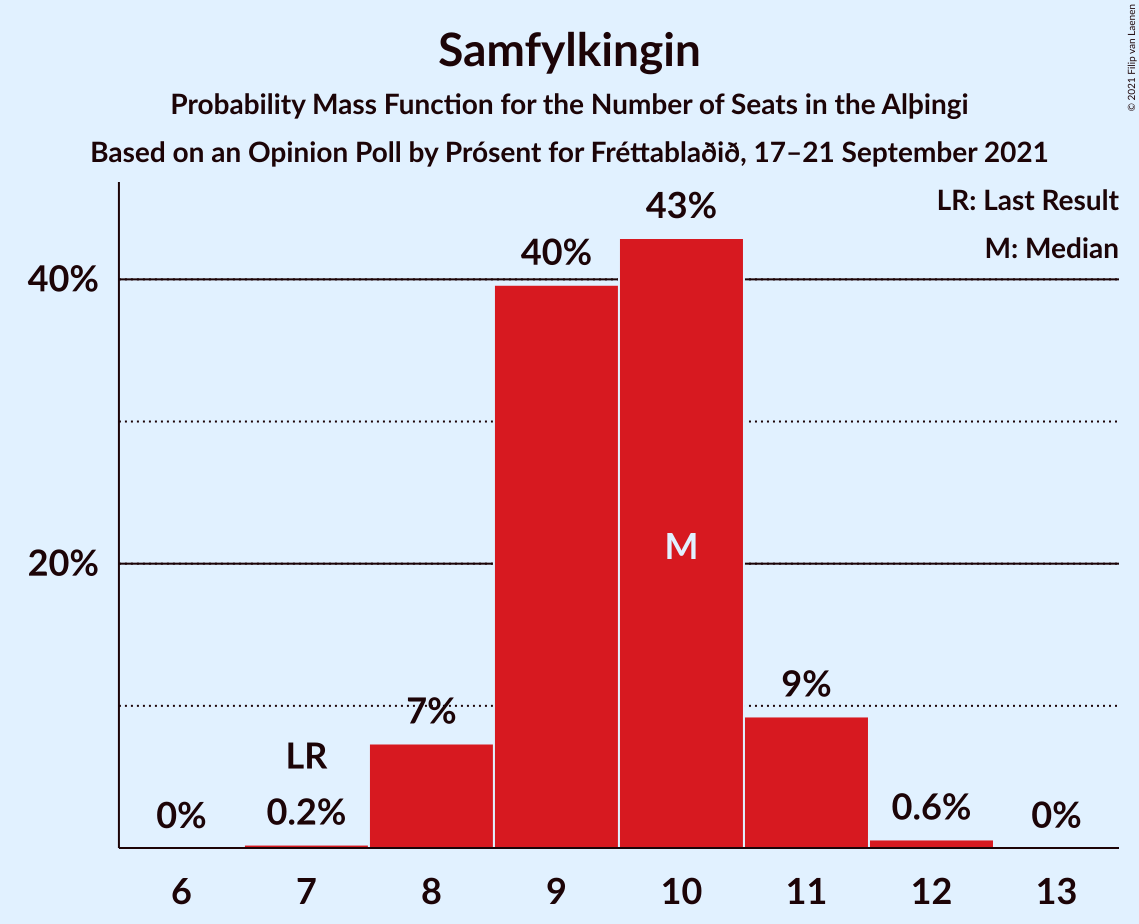 Samfylkingin
Probability Mass Function for the Number of Seats in the Alþingi
Based on an Opinion Poll by Prósent for Fréttablaðið, 17–21 September 2021
© 2021 Filip van Laenen
LR: Last Result
M: Median
43%
40%
40%
M
20%
9%
7%
LR
0%
0.2%
0.6%
0%
6 7 8 9 10 11 12 13